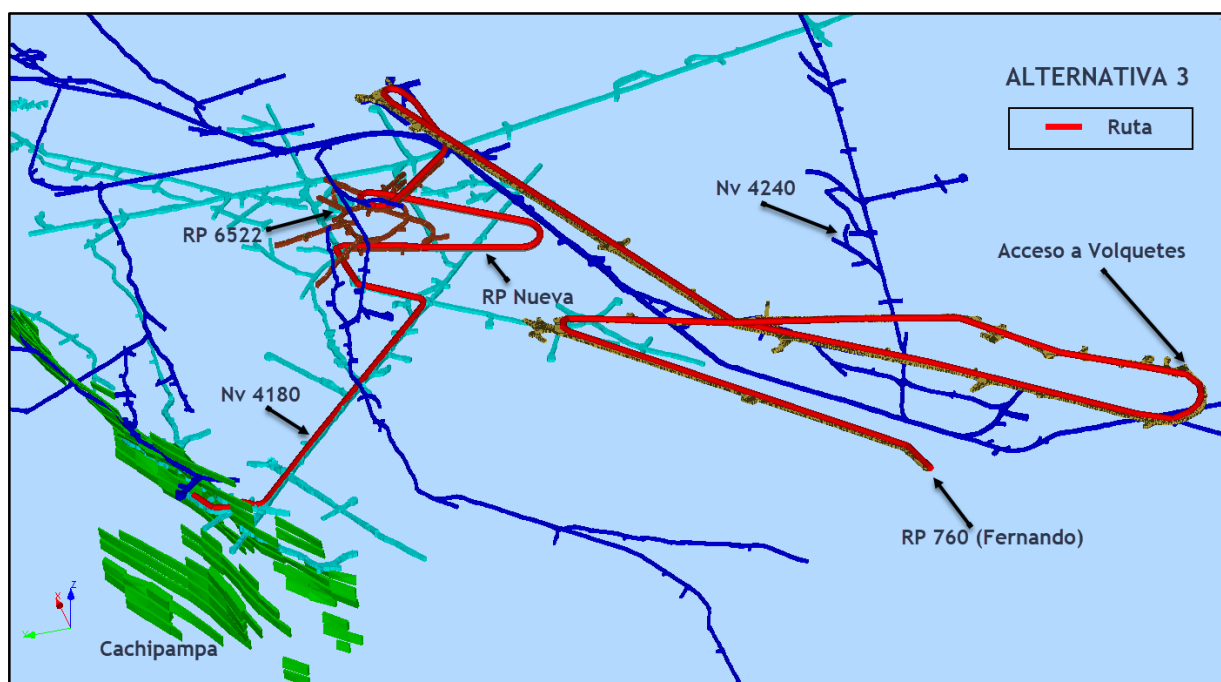 ALTERNATIVA 3
Ruta
Nv 4240
RP 6522
Acceso a Volquetes
RP Nueva
Nv 4180
RP 760 (Fernando)
Cachipampa
X
Z
Y